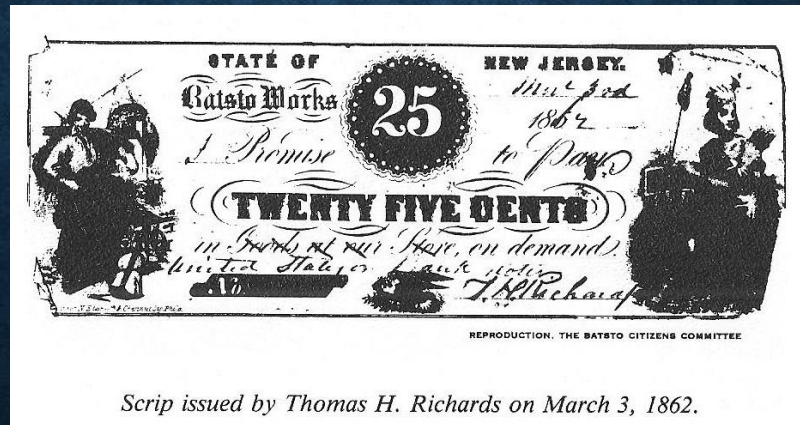 STATE OF NEW JERSEY.
Batsto Works 25
3rd
1862
I Promise to Pay
TWENTY FIVE CENTS
in Goods at our Store, on demand.
United States or Bank notes
T. H. Richards
REPRODUCTION. THE BATSTO CITIZENS COMMITTEE
Scrip issued by Thomas H. Richards on March 3, 1862.